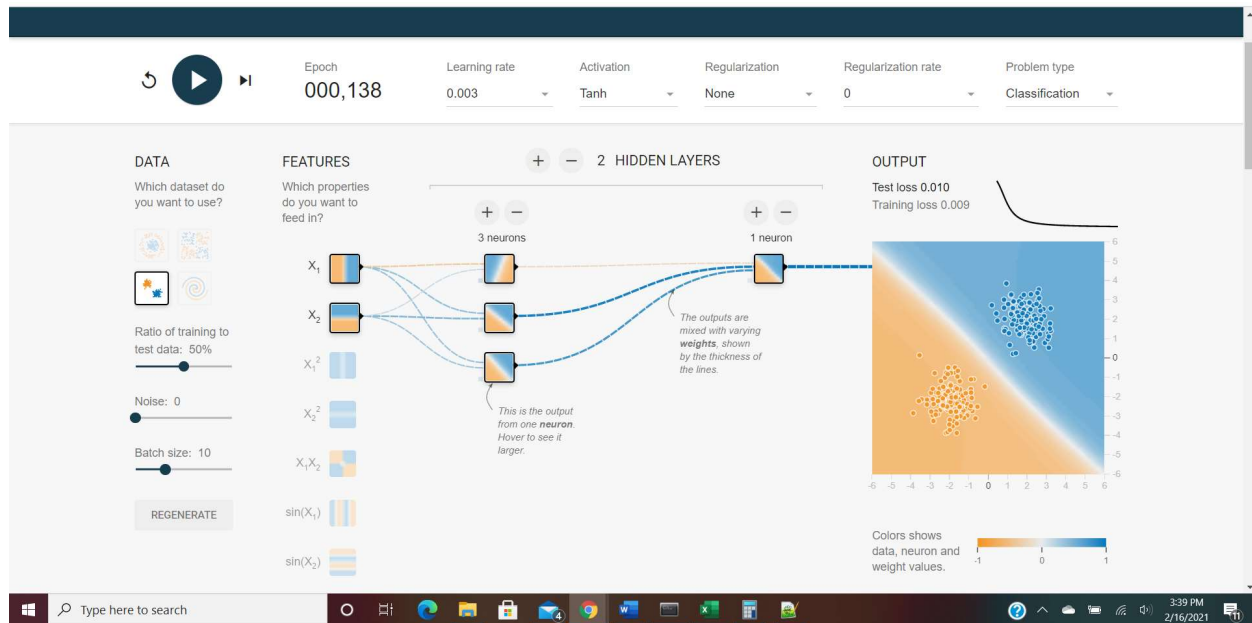 Epoch
000,138
Learning rate
0.003
Activation
Tanh
Regularization
None
Regularization rate
0
Problem type
Classification
DATA
Which dataset do
you want to use?
Ratio of training to
test data: 50%
Noise: 0
Batch size: 10
REGENERATE
FEATURES
Which properties
do you want to
feed in?
X₁
X₂
X₁²
X₂²
X₁X₂
sin(X₁)
sin(X₂)
+ − 2 HIDDEN LAYERS
+ −
3 neurons
+ −
1 neuron
The outputs are
mixed with varying
weights, shown
by the thickness of
the lines.
This is the output
from one neuron.
Hover to see it
larger.
OUTPUT
Test loss 0.010
Training loss 0.009
6
5
4
3
2
1
0
-1
-2
-3
-4
-5
-6
-6 -5 -4 -3 -2 -1 0 1 2 3 4 5 6
Colors shows
data, neuron and
weight values.
-1 0 1
Type here to search
4
3:39 PM
2/16/2021
11